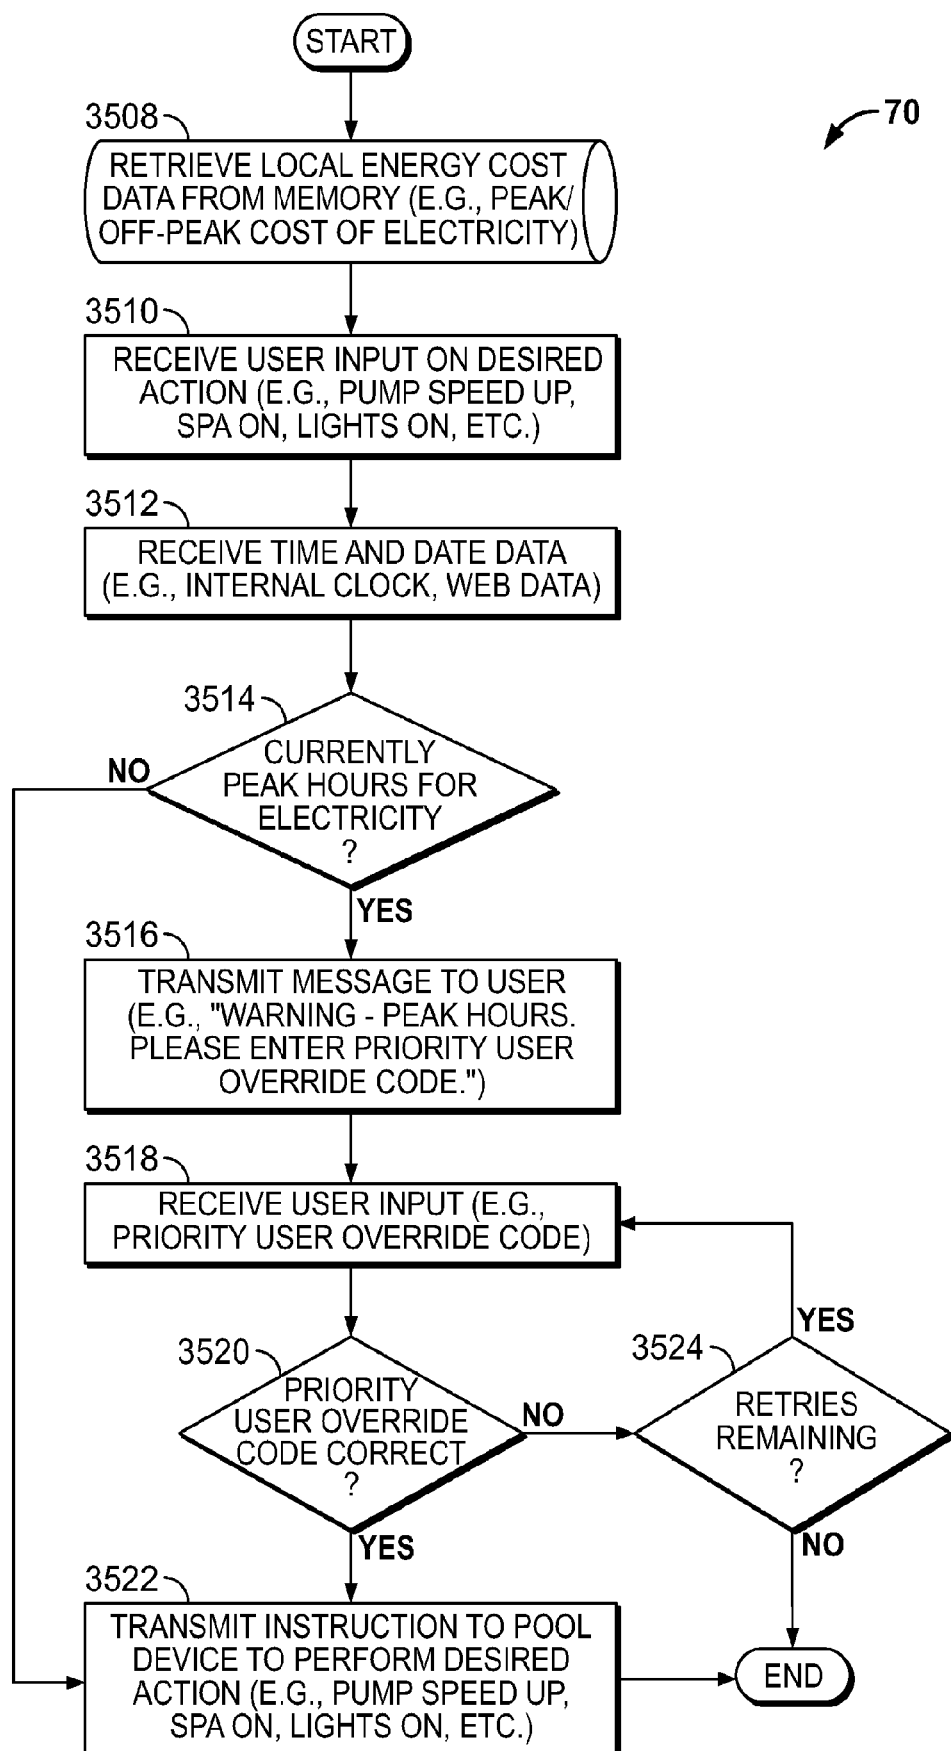 START
70
3508
RETRIEVE LOCAL ENERGY COST
DATA FROM MEMORY (E.G., PEAK/
OFF-PEAK COST OF ELECTRICITY)
3510
RECEIVE USER INPUT ON DESIRED
ACTION (E.G., PUMP SPEED UP,
SPA ON, LIGHTS ON, ETC.)
3512
RECEIVE TIME AND DATE DATA
(E.G., INTERNAL CLOCK, WEB DATA)
3514
CURRENTLY
PEAK HOURS FOR
ELECTRICITY
?
NO
YES
3516
TRANSMIT MESSAGE TO USER
(E.G., "WARNING - PEAK HOURS.
PLEASE ENTER PRIORITY USER
OVERRIDE CODE.")
3518
RECEIVE USER INPUT (E.G.,
PRIORITY USER OVERRIDE CODE)
3520
PRIORITY
USER OVERRIDE
CODE CORRECT
?
NO
YES
3524
RETRIES
REMAINING
?
YES
NO
3522
TRANSMIT INSTRUCTION TO POOL
DEVICE TO PERFORM DESIRED
ACTION (E.G., PUMP SPEED UP,
SPA ON, LIGHTS ON, ETC.)
END